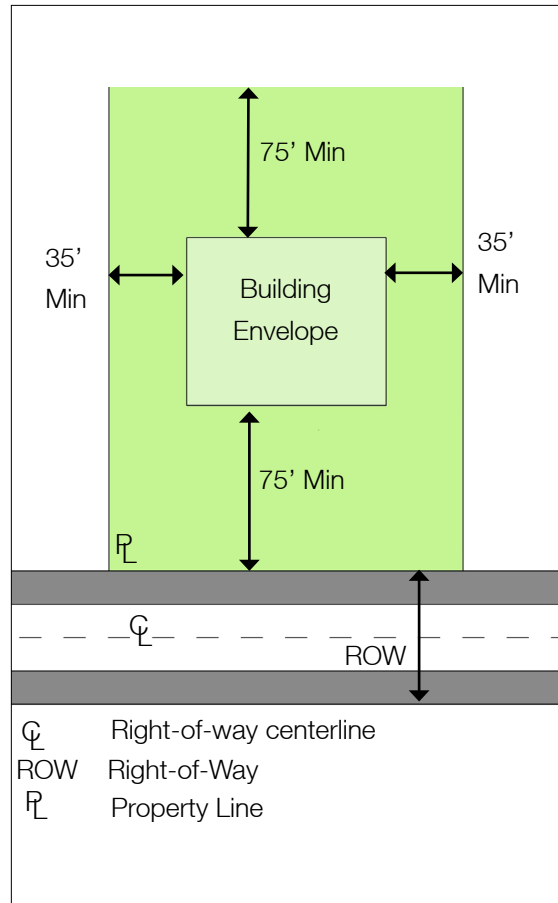 75’ Min
35’
Min
35’
Min
Building
Envelope
75’ Min
PL
CL
ROW
CL Right-of-way centerline
ROW Right-of-Way
PL Property Line